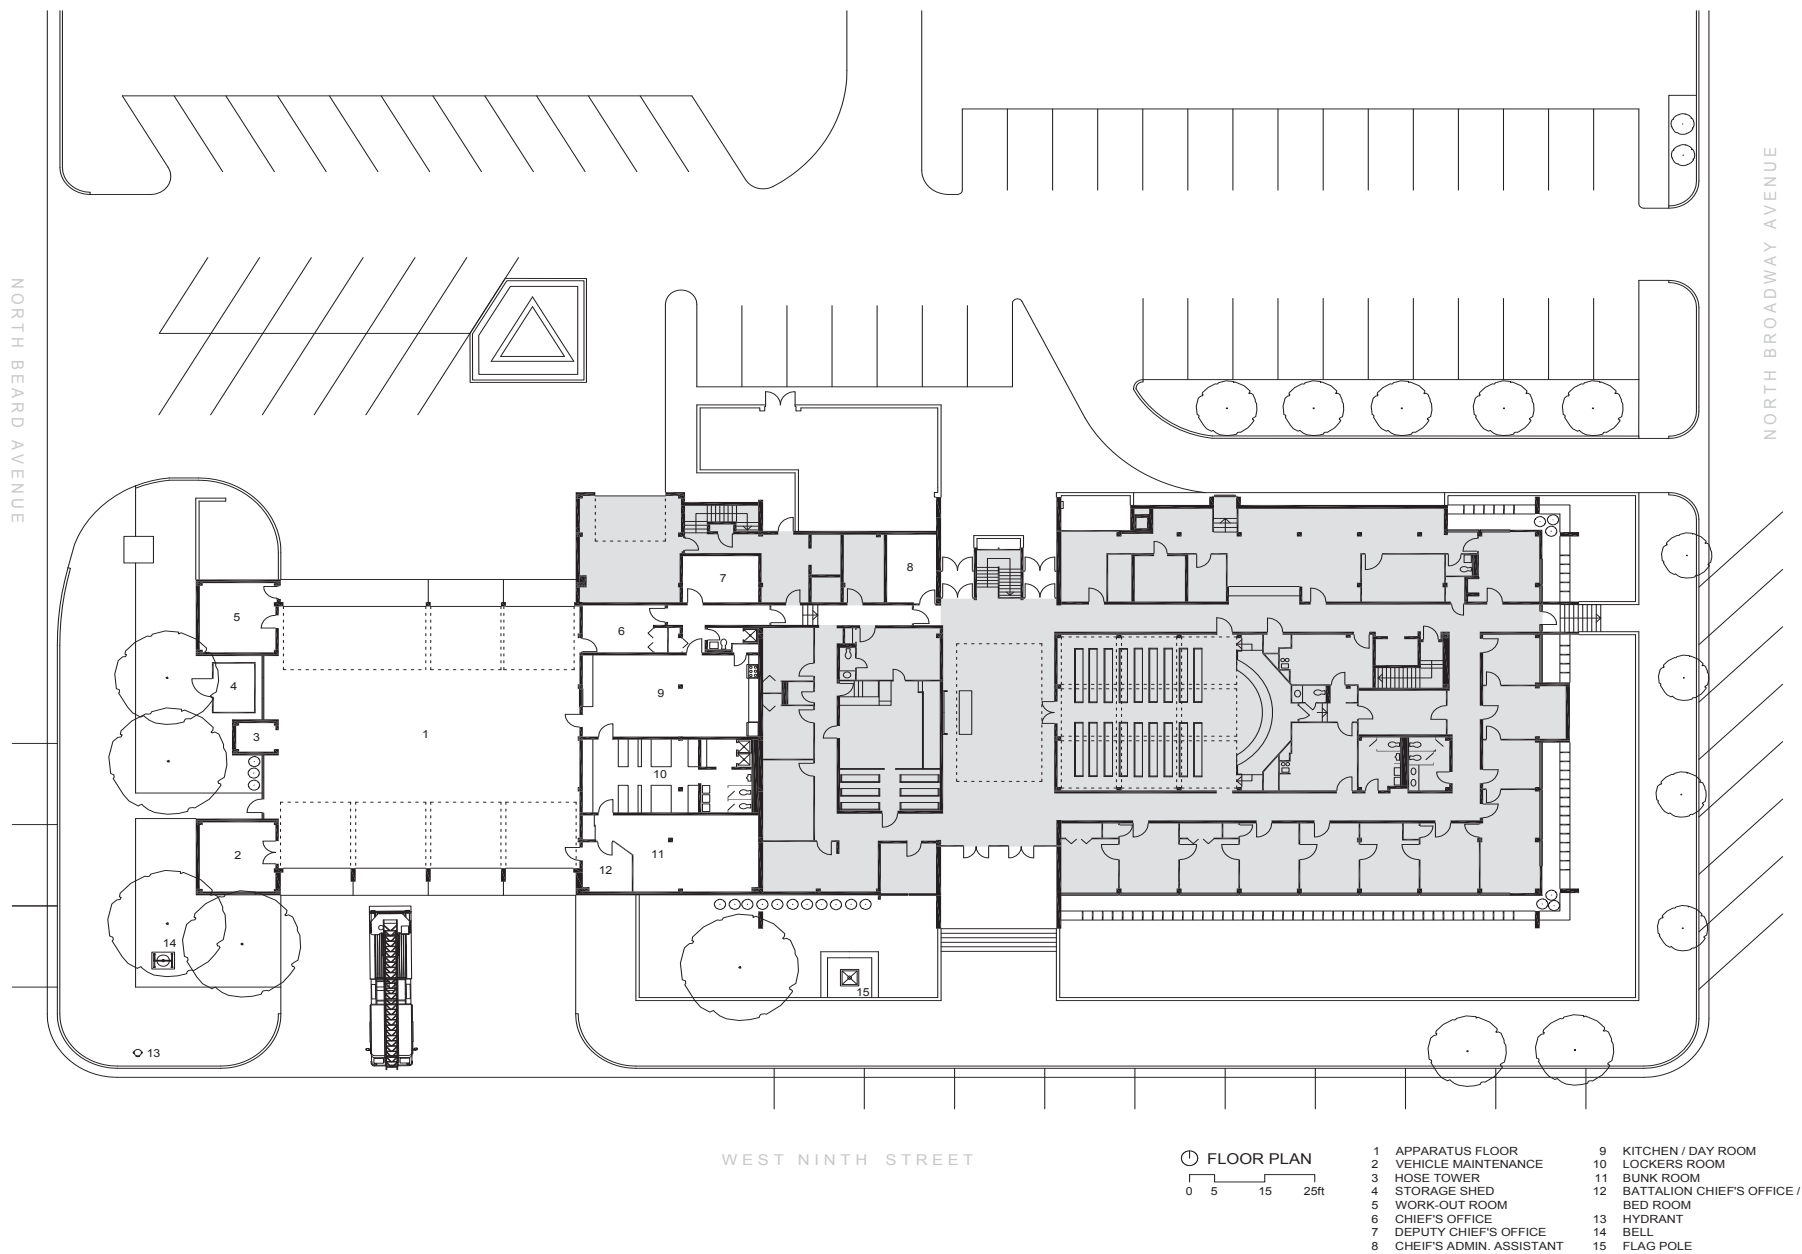 NORTH BEARD AVENUE
NORTH BROADWAY AVENUE
7
8
5
6
4
9
3
1
10
2
11
12
14
15
13
WEST NINTH STREET
FLOOR PLAN
0 5 15 25ft
1 APPARATUS FLOOR
2 VEHICLE MAINTENANCE
3 HOSE TOWER
4 STORAGE SHED
5 WORK-OUT ROOM
6 CHIEF'S OFFICE
7 DEPUTY CHIEF'S OFFICE
8 CHEIF'S ADMIN. ASSISTANT
9 KITCHEN / DAY ROOM
10 LOCKERS ROOM
11 BUNK ROOM
12 BATTALION CHIEF'S OFFICE /
BED ROOM
13 HYDRANT
14 BELL
15 FLAG POLE